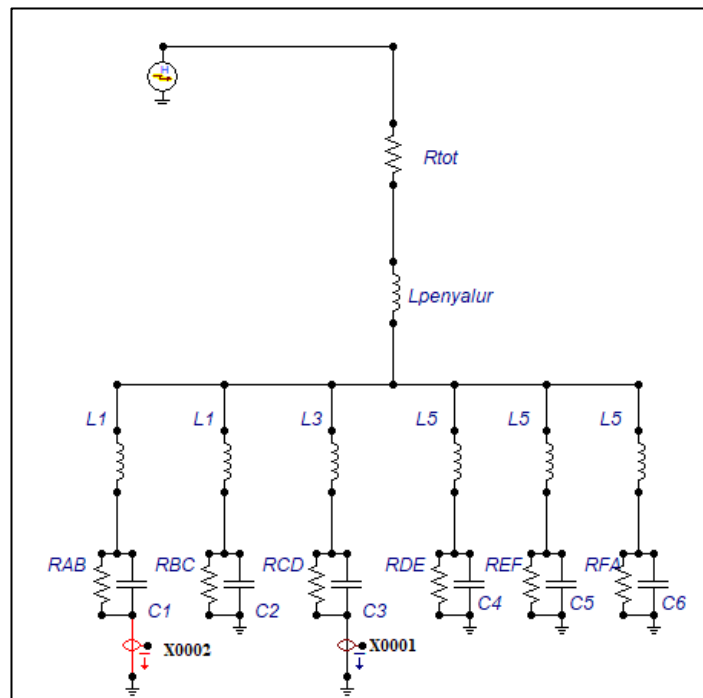 H
Rtot
Lpenyalur
L1 L1 L3 L5 L5 L5
RAB RBC RCD RDE REF RFA
C1 C2 C3 C4 C5 C6
X0002 X0001
I I